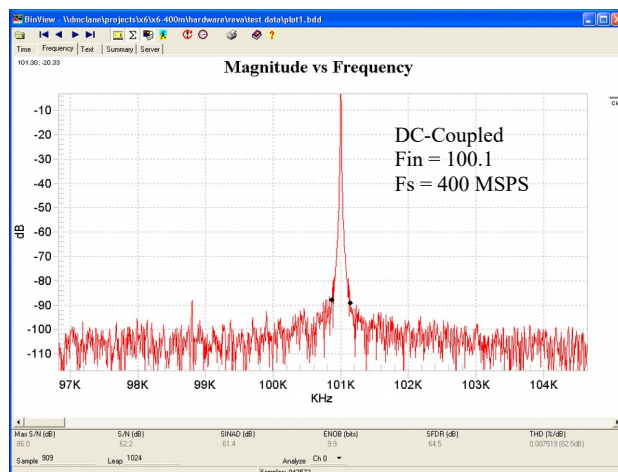 BinView - \\dmclane\projects\x6\x6-400m\hardware\reva\test data\plot1.bdd
Time Frequency Text Summary Server
101.30, -20.33
Magnitude vs Frequency
DC-Coupled
Fin = 100.1
Fs = 400 MSPS
-10
-20
-30
-40
-50
-60
-70
-80
-90
-100
-110
dB
97K 98K 99K 100K 101K 102K 103K 104K
KHz
Max S/N (dB) S/N (dB) SINAD (dB) ENOB (bits) SFDR (dB) THD (%/dB)
86.0 62.2 61.4 9.9 64.5 0.007519 (82.5dB)
Sample 909 Leap 1024 Analyze Ch 0